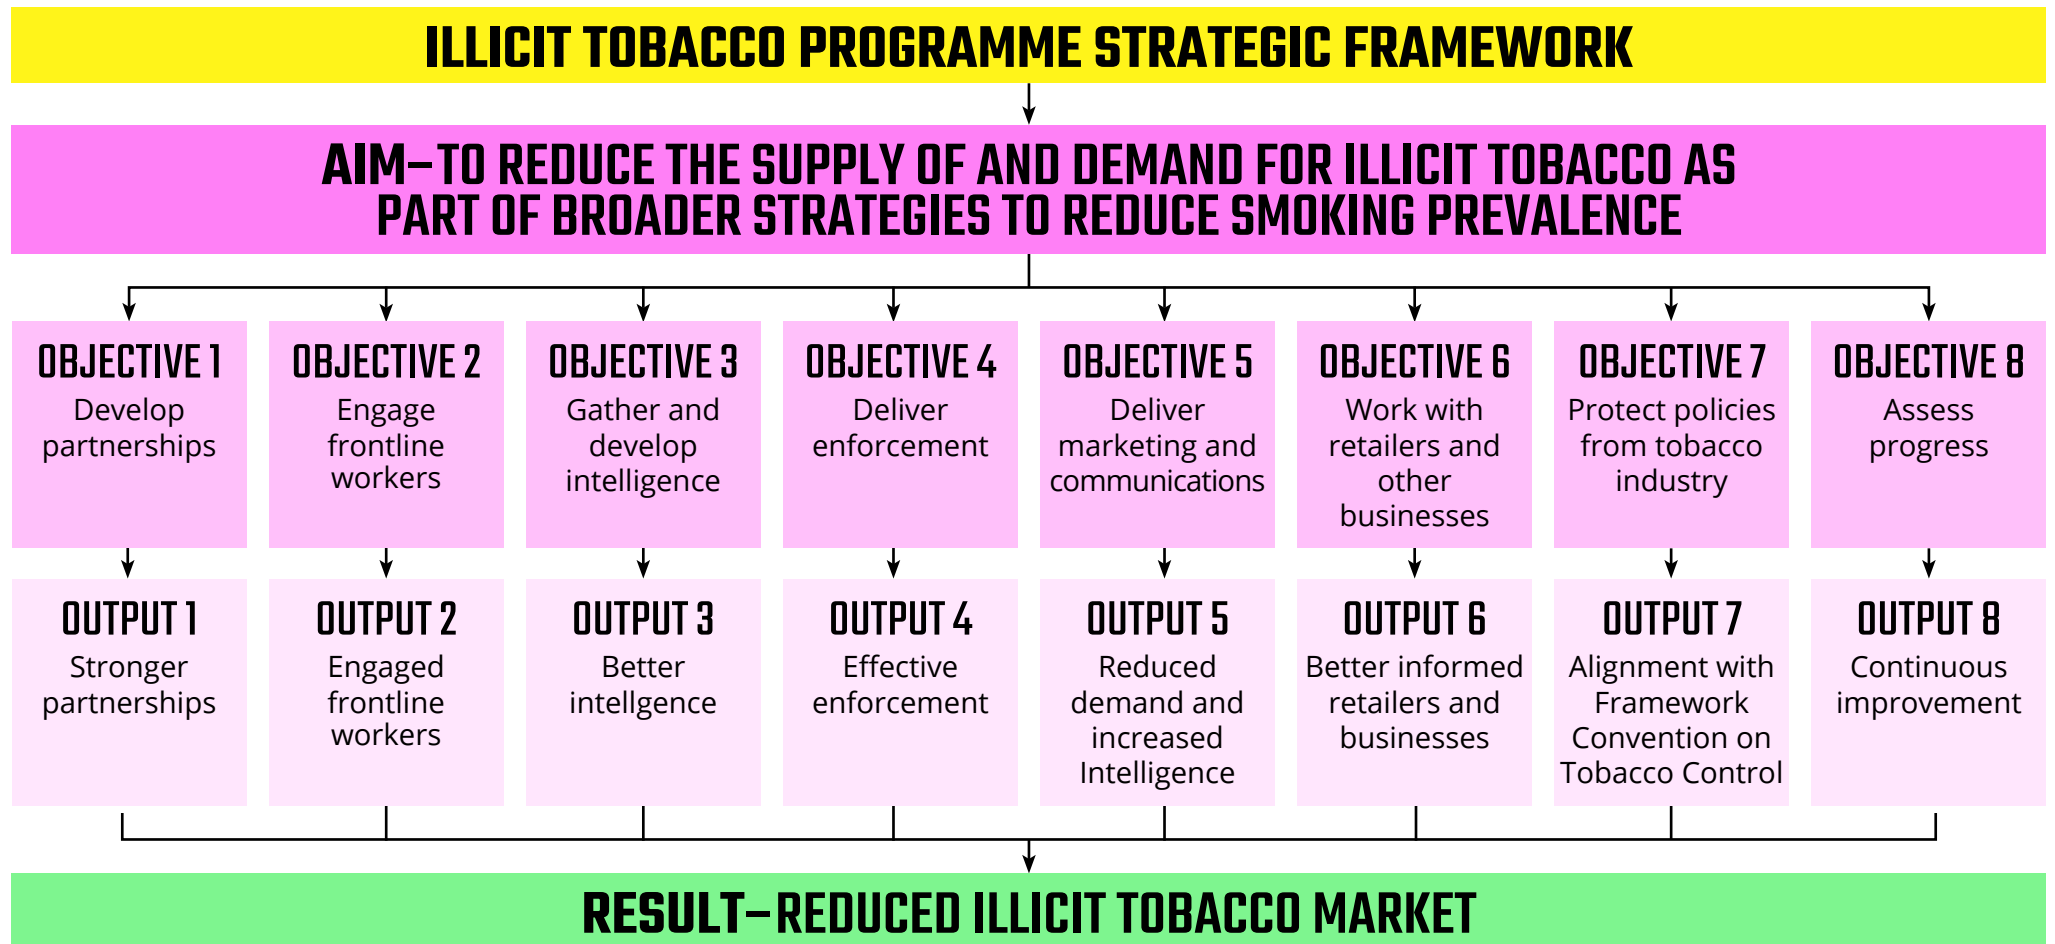 ILLICIT TOBACCO PROGRAMME STRATEGIC FRAMEWORK
AIM–TO REDUCE THE SUPPLY OF AND DEMAND FOR ILLICIT TOBACCO AS
PART OF BROADER STRATEGIES TO REDUCE SMOKING PREVALENCE
OBJECTIVE 1
Develop
partnerships
OBJECTIVE 2
Engage
frontline
workers
OBJECTIVE 3
Gather and
develop
intelligence
OBJECTIVE 4
Deliver
enforcement
OBJECTIVE 5
Deliver
marketing and
communications
OBJECTIVE 6
Work with
retailers and
other
businesses
OBJECTIVE 7
Protect policies
from tobacco
industry
OBJECTIVE 8
Assess
progress
OUTPUT 1
Stronger
partnerships
OUTPUT 2
Engaged
frontline
workers
OUTPUT 3
Better
intellgence
OUTPUT 4
Effective
enforcement
OUTPUT 5
Reduced
demand and
increased
Intelligence
OUTPUT 6
Better informed
retailers and
businesses
OUTPUT 7
Alignment with
Framework
Convention on
Tobacco Control
OUTPUT 8
Continuous
improvement
RESULT–REDUCED ILLICIT TOBACCO MARKET